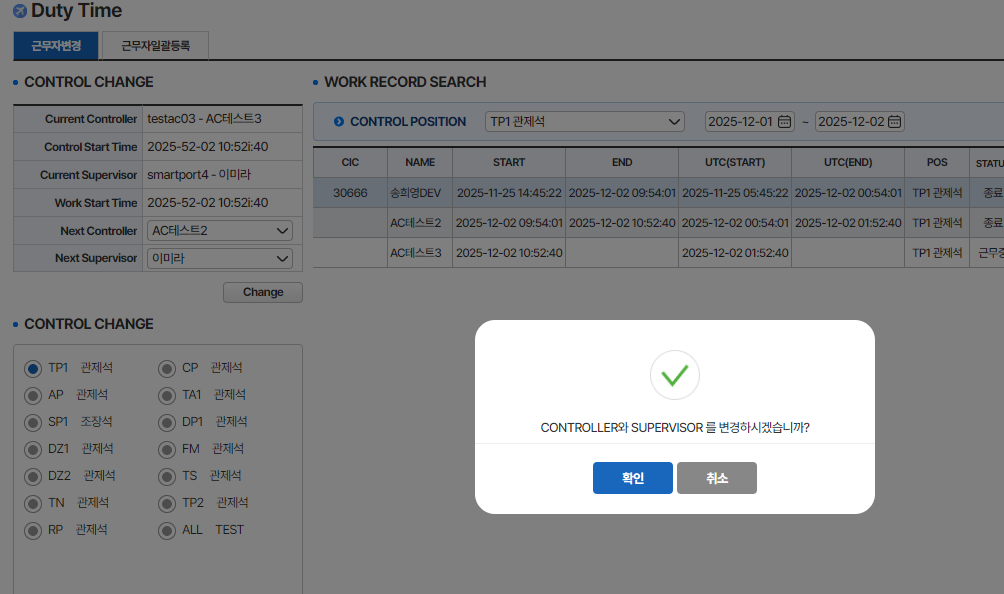 Duty Time
근무자변경 근무자일괄등록
CONTROL CHANGE
Current Controller testac03 - AC테스트3
Control Start Time 2025-52-02 10:52i:40
Current Supervisor smartport4 - 이미라
Work Start Time 2025-52-02 10:52i:40
Next Controller AC테스트2
Next Supervisor 이미라
Change
CONTROL CHANGE
TP1 관제석 CP 관제석
AP 관제석 TA1 관제석
SP1 조장석 DP1 관제석
DZ1 관제석 FM 관제석
DZ2 관제석 TS 관제석
TN 관제석 TP2 관제석
RP 관제석 ALL TEST
WORK RECORD SEARCH
CONTROL POSITION TP1 관제석 2025-12-01 ~ 2025-12-02
CIC NAME START END UTC(START) UTC(END) POS STATU
30666 송희영DEV 2025-11-25 14:45:22 2025-12-02 09:54:01 2025-11-25 05:45:22 2025-12-02 00:54:01 TP1 관제석 종료
AC테스트2 2025-12-02 09:54:01 2025-12-02 10:52:40 2025-12-02 00:54:01 2025-12-02 01:52:40 TP1 관제석 종료
AC테스트3 2025-12-02 10:52:40 2025-12-02 01:52:40 TP1 관제석 근무중
CONTROLLER와 SUPERVISOR 를 변경하시겠습니까?
확인 취소